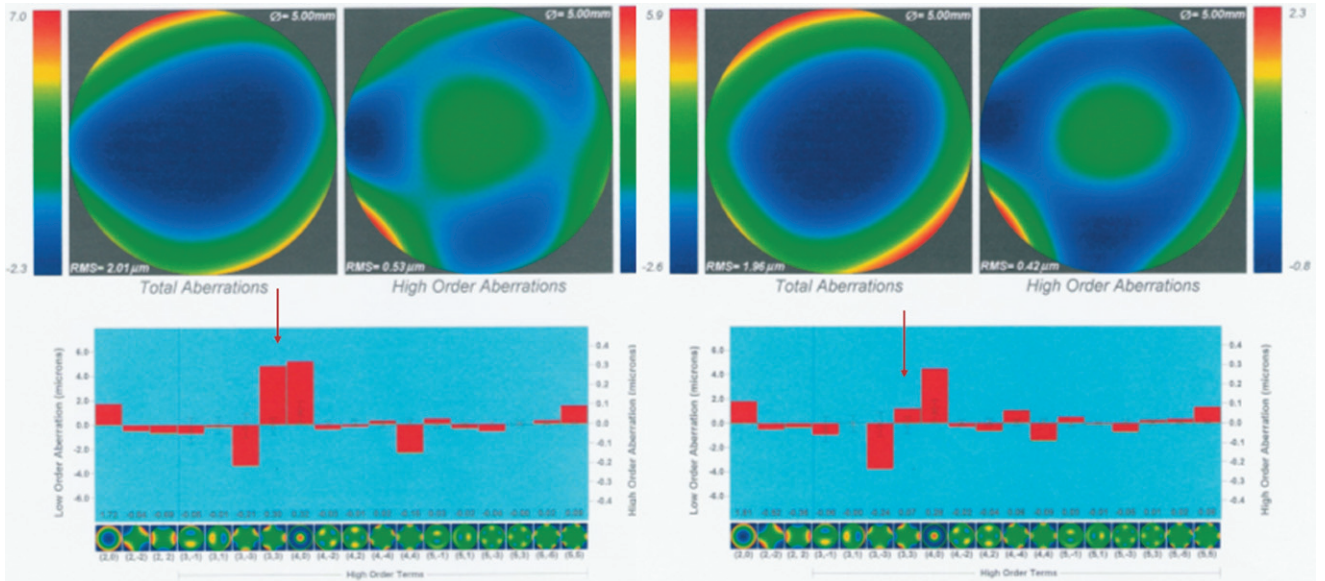 7.0
Ø= 5.00mm
Ø= 5.00mm
-2.3
RMS= 2.01 µm
RMS= 0.53 µm
Total Aberrations
High Order Aberrations
5.9
Ø= 5.00mm
Ø= 5.00mm
2.3
-2.6
RMS= 1.96 µm
RMS= 0.42 µm
-0.8
Total Aberrations
High Order Aberrations
Low Order Aberration (microns)
6.0
4.0
2.0
0.0
-2.0
-4.0
-6.0
0.4
0.3
0.2
0.1
0.0
-0.1
-0.2
-0.3
-0.4
High Order Aberration (microns)
(2,0) (2,-2) (2, 2) (3,-1) (3,1) (3,-3) (3,3) (4,0) (4,-2) (4,2) (4,-4) (4,4) (5,-1) (5,1) (5,-3) (5,3) (5,-5) (5,5)
High Order Terms
Low Order Aberration (microns)
6.0
4.0
2.0
0.0
-2.0
-4.0
-6.0
0.4
0.3
0.2
0.1
0.0
-0.1
-0.2
-0.3
-0.4
High Order Aberration (microns)
(2,0) (2,-2) (2, 2) (3,-1) (3,1) (3,-3) (3,3) (4,0) (4,-2) (4,2) (4,-4) (4,4) (5,-1) (5,1) (5,-3) (5,3) (5,-5) (5,5)
High Order Terms